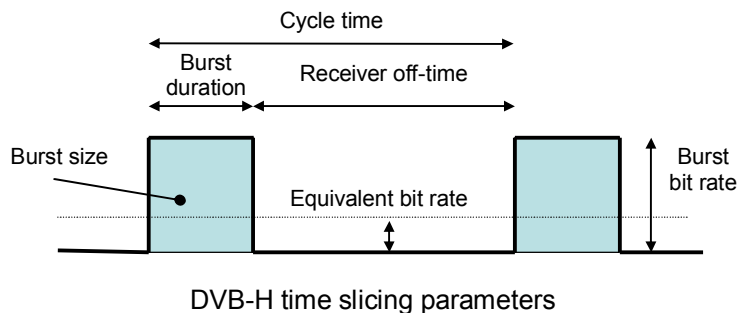 Cycle time
Burst
duration
Receiver off-time
Burst size
Equivalent bit rate
Burst
bit rate
DVB-H time slicing parameters